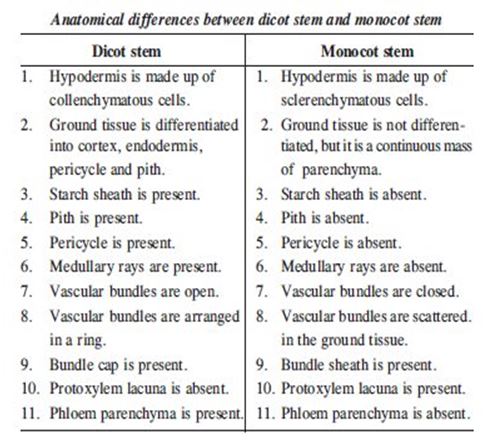 Anatomical differences between dicot stem and monocot stem
Dicot stem
1. Hypodermis is made up of
collenchymatous cells.
2. Ground tissue is differentiated
into cortex, endodermis,
pericycle and pith.
3. Starch sheath is present.
4. Pith is present.
5. Pericycle is present.
6. Medullary rays are present.
7. Vascular bundles are open.
8. Vascular bundles are arranged
in a ring.
9. Bundle cap is present.
10. Protoxylem lacuna is absent.
11. Phloem parenchyma is present.
Monocot stem
1. Hypodermis is made up of
sclerenchymatous cells.
2. Ground tissue is not differen-
tiated, but it is a continuous mass
of parenchyma.
3. Starch sheath is absent.
4. Pith is absent.
5. Pericycle is absent.
6. Medullary rays are absent.
7. Vascular bundles are closed.
8. Vascular bundles are scattered.
in the ground tissue.
9. Bundle sheath is present.
10. Protoxylem lacuna is present.
11. Phloem parenchyma is absent.